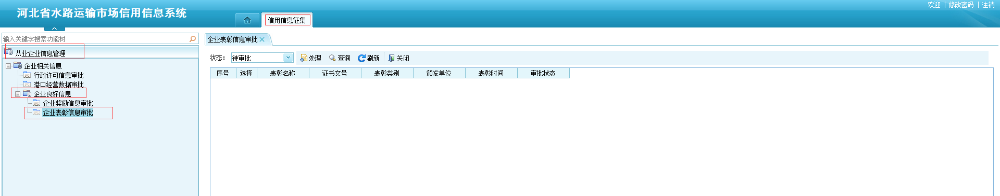 河北省水路运输市场信用信息系统
欢迎 | 修改密码 | 注销
信用信息征集
输入关键字搜索功能树
从业企业信息管理
企业相关信息
行政许可信息审批
港口经营数据审批
企业良好信息
企业奖励信息审批
企业表彰信息审批
企业表彰信息审批
状态： 待审批 处理 查询 刷新 关闭
序号 选择 表彰名称 证书文号 表彰类别 颁发单位 表彰时间 审批状态